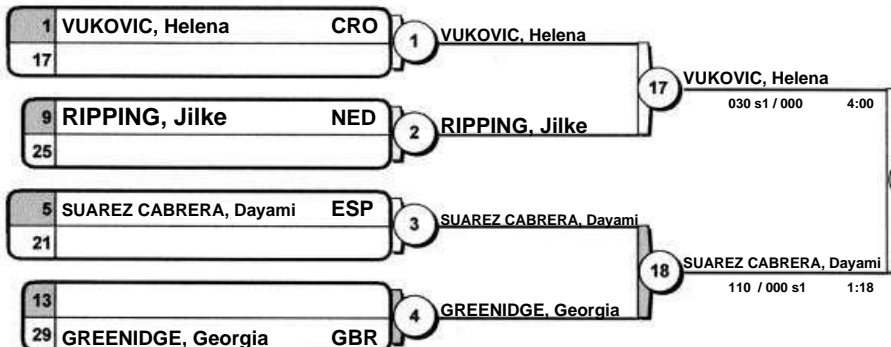 1 VUKOVIC, Helena CRO
17
1
VUKOVIC, Helena
9 RIPPING, Jilke NED
25
2
RIPPING, Jilke
17
VUKOVIC, Helena
030 s1 / 000 4:00
5 SUAREZ CABRERA, Dayami ESP
21
3
SUAREZ CABRERA, Dayami
13
29 GREENIDGE, Georgia GBR
4
GREENIDGE, Georgia
18
SUAREZ CABRERA, Dayami
110 / 000 s1 1:18